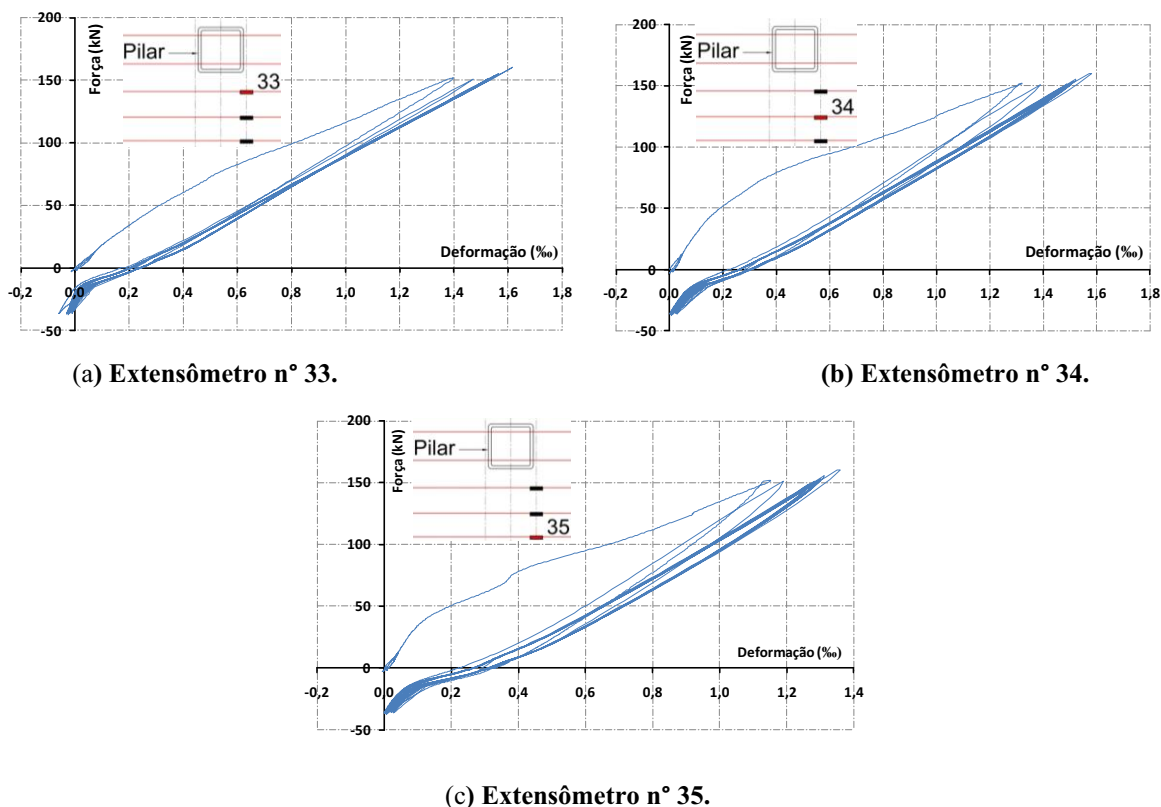 200
150
100
50
0
-50
Força (kN)
Pilar
33
Deformação (‰)
-0,2 0,0 0,2 0,4 0,6 0,8 1,0 1,2 1,4 1,6 1,8
(a) Extensômetro n° 33.
200
150
100
50
0
-50
Força (kN)
Pilar
34
Deformação (‰)
-0,2 0,0 0,2 0,4 0,6 0,8 1,0 1,2 1,4 1,6 1,8
(b) Extensômetro n° 34.
200
150
100
50
0
-50
Força (kN)
Pilar
35
Deformação (‰)
-0,2 0,0 0,2 0,4 0,6 0,8 1,0 1,2 1,4
(c) Extensômetro n° 35.